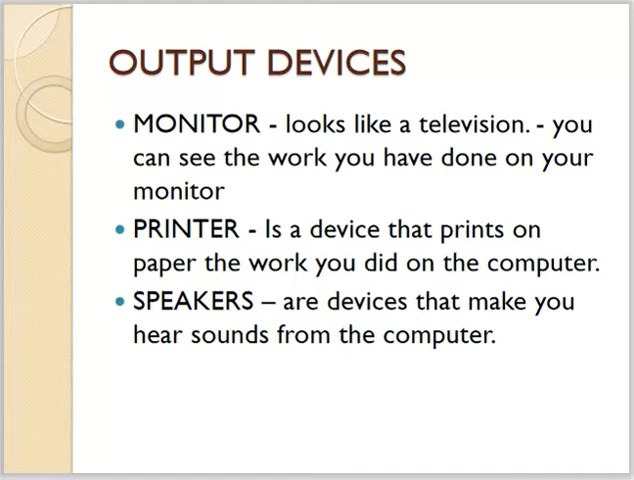 OUTPUT DEVICES
• MONITOR - looks like a television. - you
can see the work you have done on your
monitor
• PRINTER - Is a device that prints on
paper the work you did on the computer.
• SPEAKERS – are devices that make you
hear sounds from the computer.